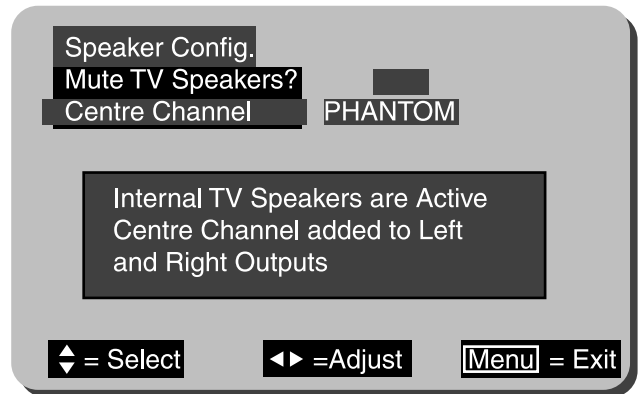 Speaker Config.
Mute TV Speakers?
Centre Channel PHANTOM
Internal TV Speakers are Active
Centre Channel added to Left
and Right Outputs
= Select =Adjust Menu = Exit